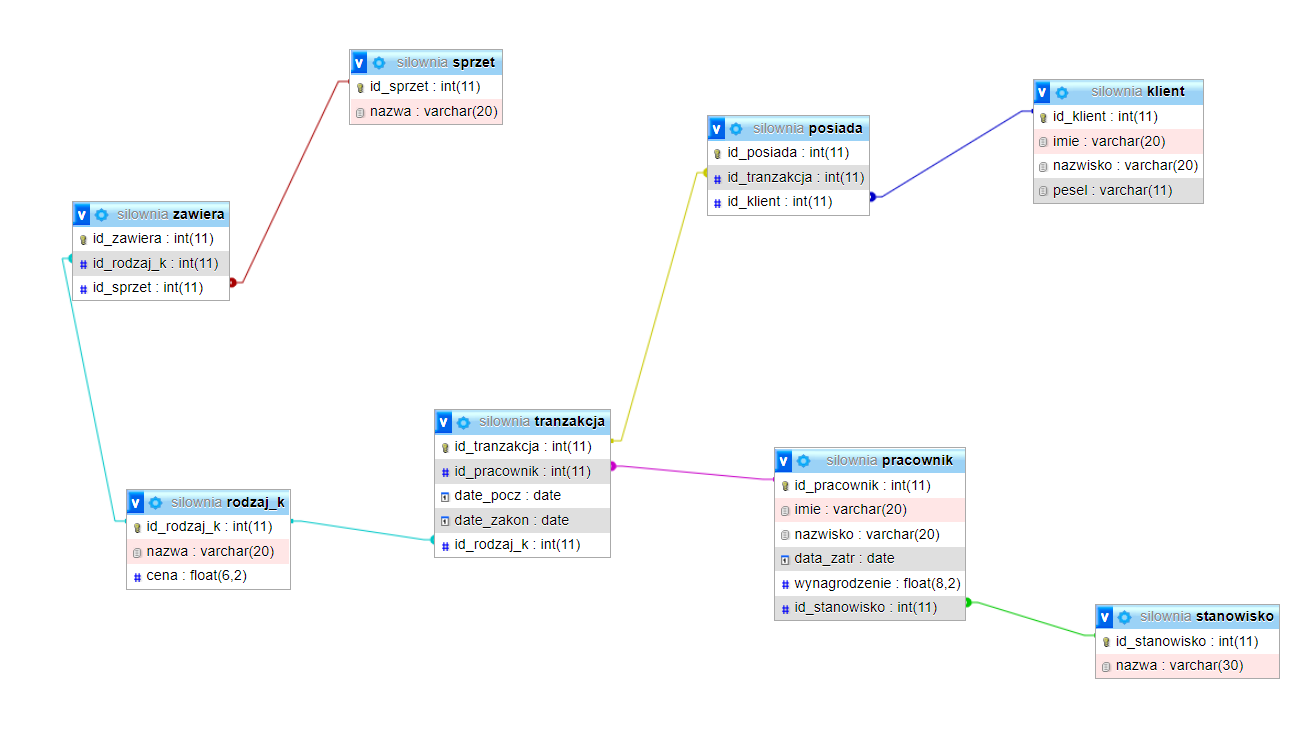 silownia sprzet
id_sprzet : int(11)
nazwa : varchar(20)
silownia klient
id_klient : int(11)
imie : varchar(20)
nazwisko : varchar(20)
pesel : varchar(11)
silownia posiada
id_posiada : int(11)
id_tranzakcja : int(11)
id_klient : int(11)
silownia zawiera
id_zawiera : int(11)
id_rodzaj_k : int(11)
id_sprzet : int(11)
silownia tranzakcja
id_tranzakcja : int(11)
id_pracownik : int(11)
date_pocz : date
date_zakon : date
id_rodzaj_k : int(11)
silownia pracownik
id_pracownik : int(11)
imie : varchar(20)
nazwisko : varchar(20)
data_zatr : date
wynagrodzenie : float(8,2)
id_stanowisko : int(11)
silownia rodzaj_k
id_rodzaj_k : int(11)
nazwa : varchar(20)
cena : float(6,2)
silownia stanowisko
id_stanowisko : int(11)
nazwa : varchar(30)